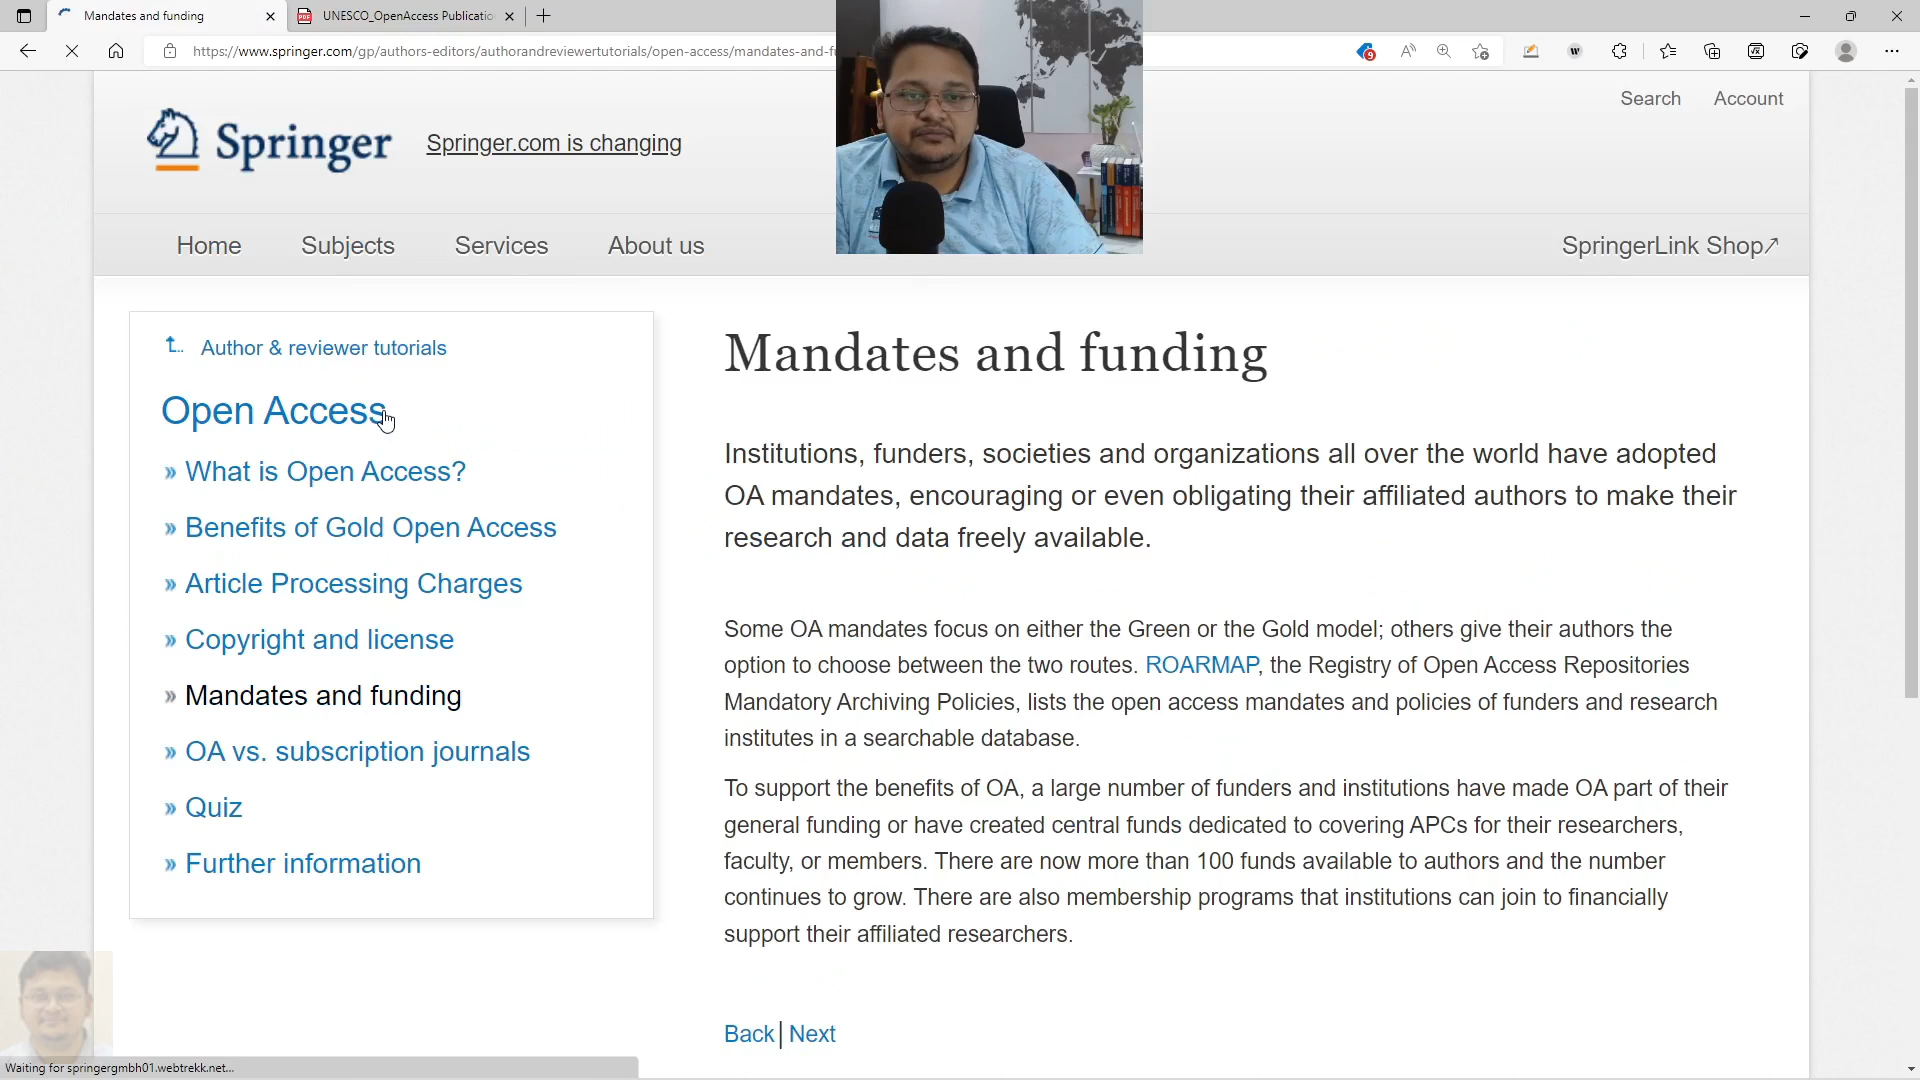 Mandates and funding
UNESCO_OpenAccess Publicatio
https://www.springer.com/gp/authors-editors/authorandreviewertutorials/open-access/mandates-and-fu
9
W
Search Account
Springer
Springer.com is changing
Home Subjects Services About us SpringerLink Shop↗
Author & reviewer tutorials
Open Access
» What is Open Access?
» Benefits of Gold Open Access
» Article Processing Charges
» Copyright and license
» Mandates and funding
» OA vs. subscription journals
» Quiz
» Further information
Mandates and funding
Institutions, funders, societies and organizations all over the world have adopted
OA mandates, encouraging or even obligating their affiliated authors to make their
research and data freely available.
Some OA mandates focus on either the Green or the Gold model; others give their authors the
option to choose between the two routes. ROARMAP, the Registry of Open Access Repositories
Mandatory Archiving Policies, lists the open access mandates and policies of funders and research
institutes in a searchable database.
To support the benefits of OA, a large number of funders and institutions have made OA part of their
general funding or have created central funds dedicated to covering APCs for their researchers,
faculty, or members. There are now more than 100 funds available to authors and the number
continues to grow. There are also membership programs that institutions can join to financially
support their affiliated researchers.
Back | Next
Waiting for springergmbh01.webtrekk.net...